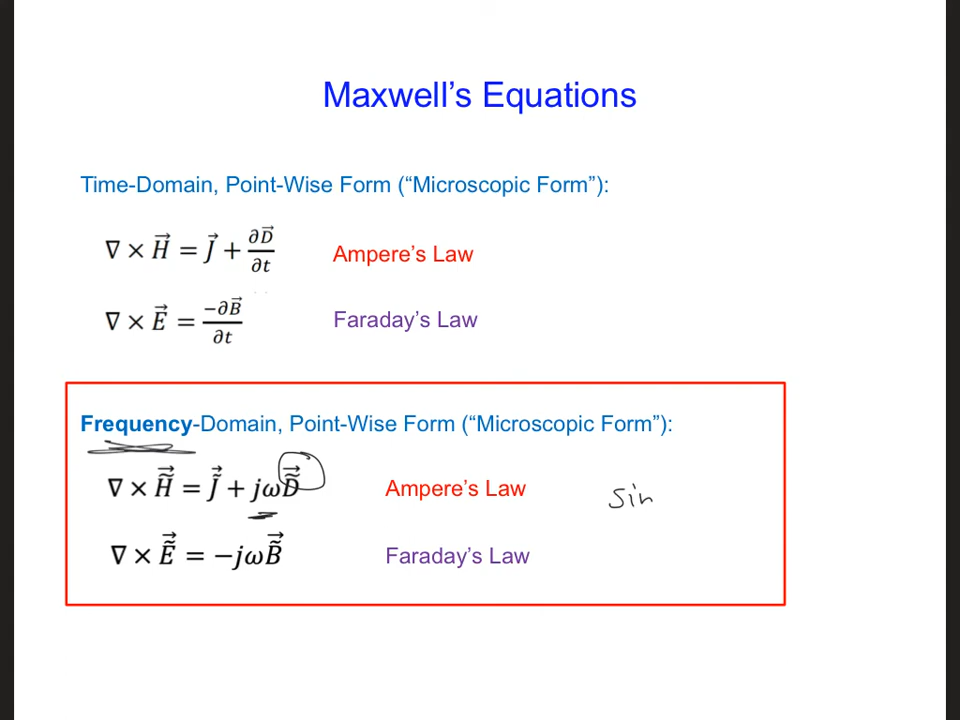 Maxwell's Equations
Time-Domain, Point-Wise Form (“Microscopic Form”):
∇ × H⃗ = J⃗ + ∂D⃗/∂t Ampere's Law
∇ × E⃗ = −∂B⃗/∂t Faraday's Law
Frequency-Domain, Point-Wise Form (“Microscopic Form”):
∇ × H̃⃗ = J̃⃗ + jωD̃⃗ Ampere's Law sin
∇ × Ẽ⃗ = −jωB̃⃗ Faraday's Law